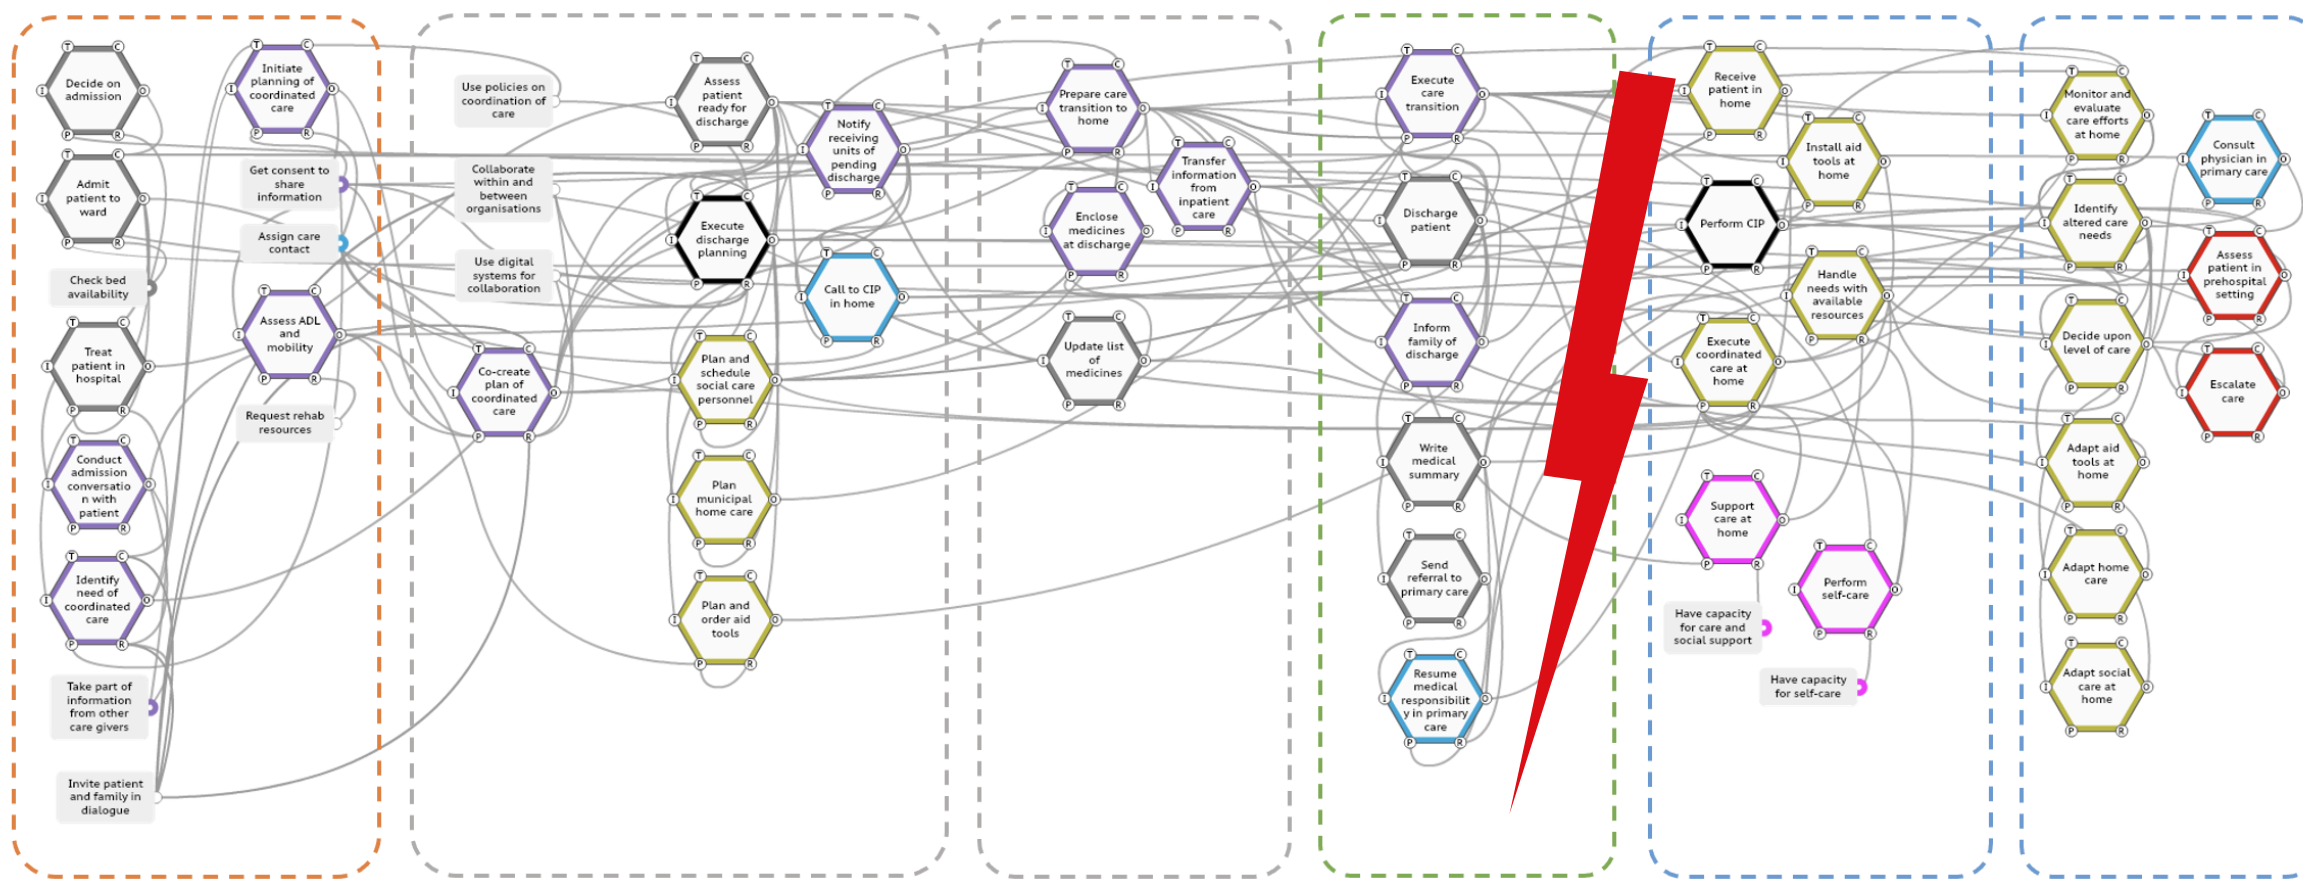 Decide on
admission
Initiate
planning of
coordinated
care
Admit
patient to
ward
Get consent to
share
information
Assign care
contact
Check bed
availability
Treat
patient in
hospital
Assess ADL
and
mobility
Request rehab
resources
Conduct
admission
conversatio
n with
patient
Identify
need of
coordinated
care
Take part of
information
from other
care givers
Invite patient
and family in
dialogue
Use policies on
coordination of
care
Collaborate
within and
between
organisations
Use digital
systems for
collaboration
Co-create
plan of
coordinated
care
Assess
patient
ready for
discharge
Notify
receiving
units of
pending
discharge
Execute
discharge
planning
Call to CIP
in home
Plan and
schedule
social care
personnel
Plan
municipal
home care
Plan and
order aid
tools
Prepare care
transition to
home
Transfer
information
from
inpatient
care
Enclose
medicines
at discharge
Update list
of
medicines
Execute
care
transition
Discharge
patient
Inform
family of
discharge
Write
medical
summary
Send
referral to
primary care
Resume
medical
responsibilit
y in primary
care
Receive
patient in
home
Install aid
tools at
home
Perform CIP
Handle
needs with
available
resources
Execute
coordinated
care at
home
Support
care at
home
Perform
self-care
Have capacity
for care and
social support
Have capacity
for self-care
Monitor and
evaluate
care efforts
at home
Consult
physician in
primary care
Identify
altered care
needs
Assess
patient in
prehospital
setting
Decide upon
level of care
Escalate
care
Adapt aid
tools at
home
Adapt home
care
Adapt social
care at
home